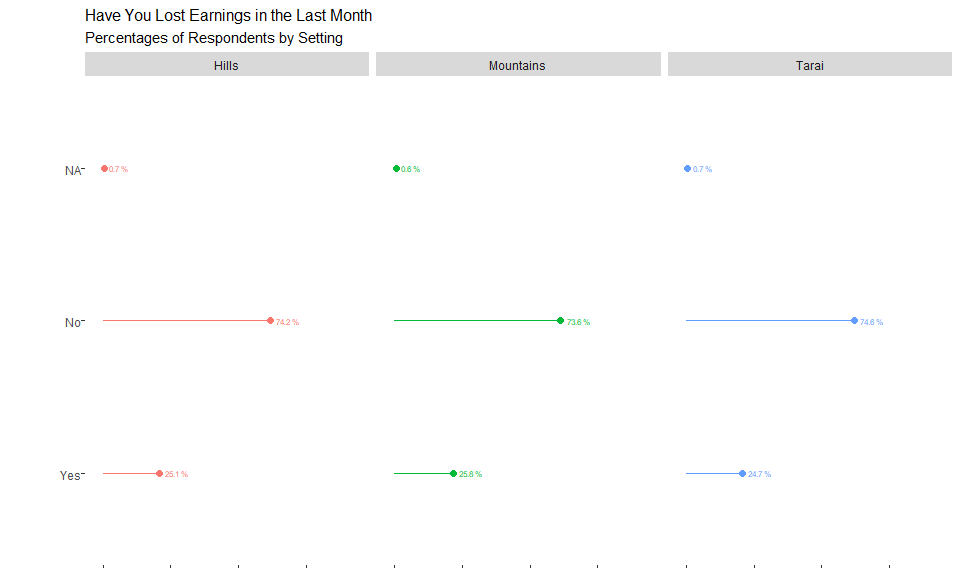 Have You Lost Earnings in the Last Month
Percentages of Respondents by Setting
Hills Mountains Tarai
NA 0.7 % 0.6 % 0.7 %
No 74.2 % 73.6 % 74.6 %
Yes 25.1 % 25.8 % 24.7 %